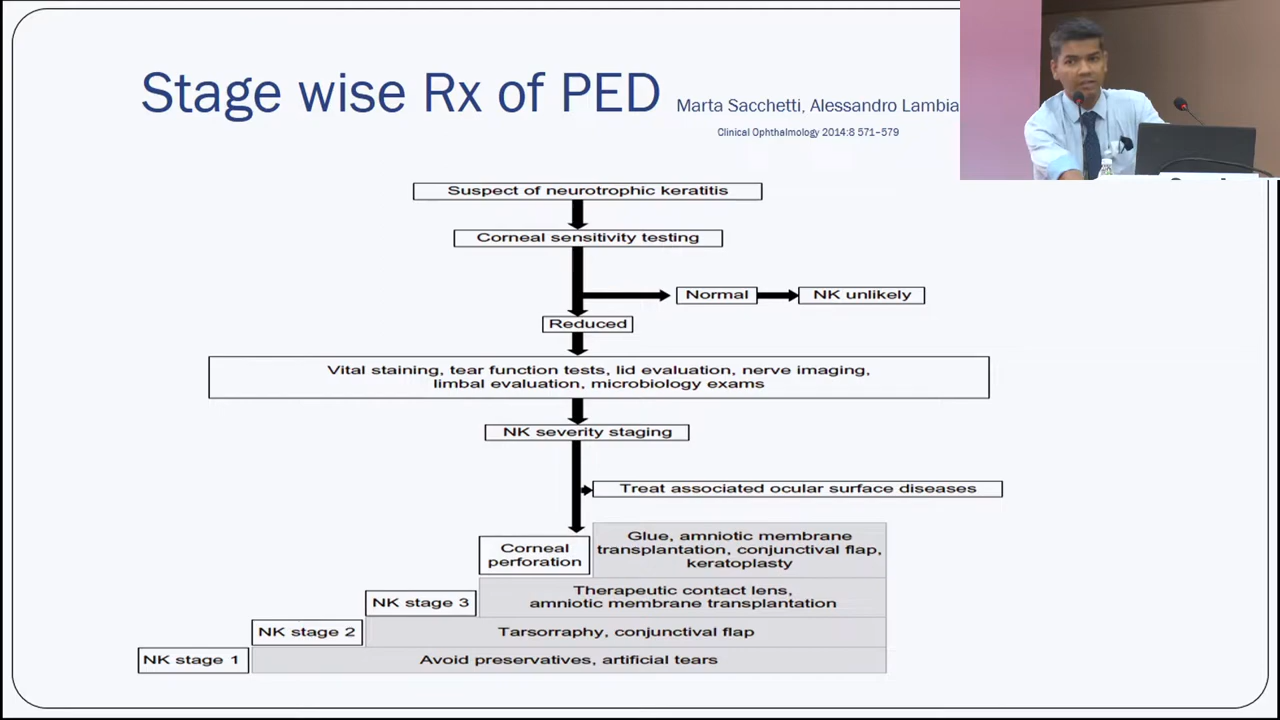 Stage wise Rx of PED Marta Sacchetti, Alessandro Lambia
Clinical Ophthalmology 2014:8 571–579
Suspect of neurotrophic keratitis
Corneal sensitivity testing
Normal
NK unlikely
Reduced
Vital staining, tear function tests, lid evaluation, nerve imaging,
limbal evaluation, microbiology exams
NK severity staging
Treat associated ocular surface diseases
Corneal
perforation
Glue, amniotic membrane
transplantation, conjunctival flap,
keratoplasty
NK stage 3
Therapeutic contact lens,
amniotic membrane transplantation
NK stage 2
Tarsorraphy, conjunctival flap
NK stage 1
Avoid preservatives, artificial tears